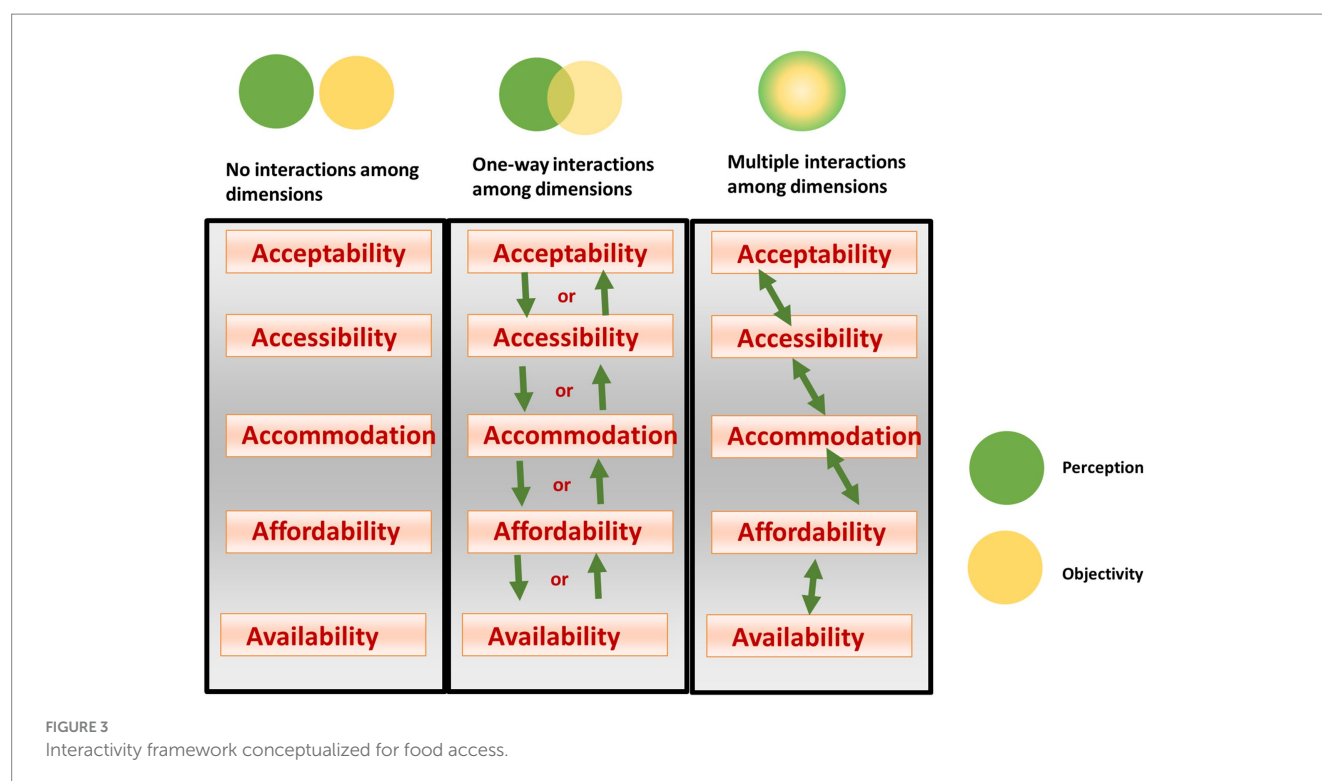 No interactions among
dimensions
One-way interactions
among dimensions
Multiple interactions
among dimensions
Acceptability
Accessibility
Accommodation
Affordability
Availability
Acceptability
or
Accessibility
or
Accommodation
or
Affordability
or
Availability
Acceptability
Accessibility
Accommodation
Affordability
Availability
Perception
Objectivity
FIGURE 3
Interactivity framework conceptualized for food access.